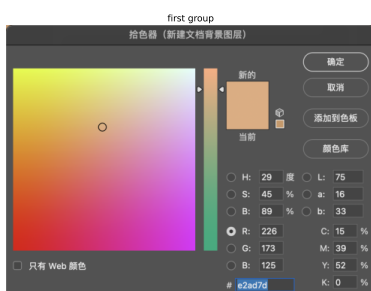 first group
拾色器（新建文档背景图层）
确定
新的
取消
添加到色板
当前
颜色库
H: 29 度 L: 75
S: 45 % a: 16
B: 89 % b: 33
R: 226 C: 15 %
G: 173 M: 39 %
B: 125 Y: 52 %
只有 Web 颜色
# e2ad7d K: 0 %